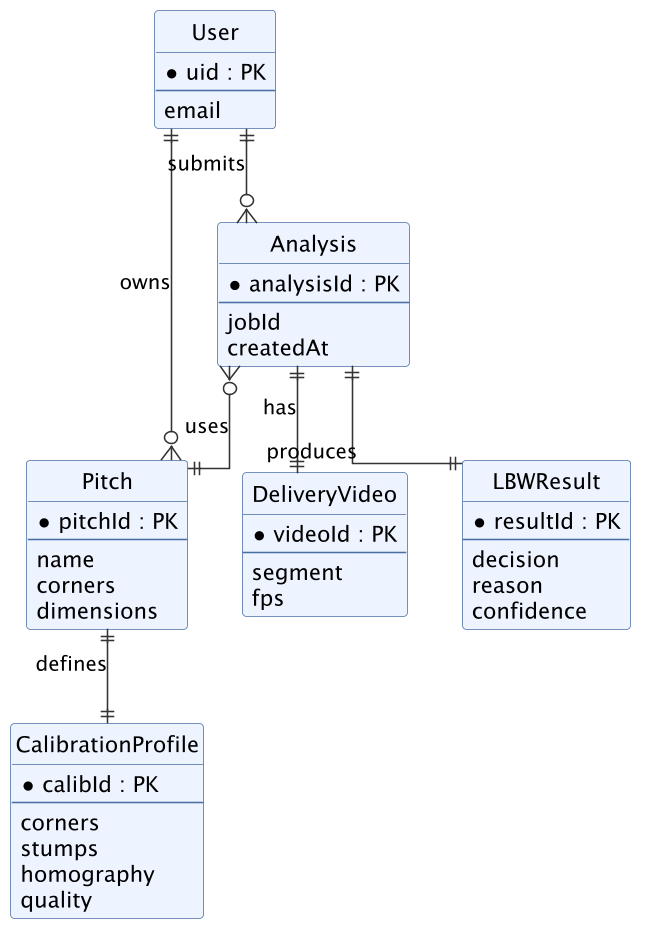 User
uid : PK
email
submits
owns
Analysis
analysisId : PK
jobId
createdAt
uses
has
produces
Pitch
pitchId : PK
name
corners
dimensions
DeliveryVideo
videoId : PK
segment
fps
LBWResult
resultId : PK
decision
reason
confidence
defines
CalibrationProfile
calibId : PK
corners
stumps
homography
quality